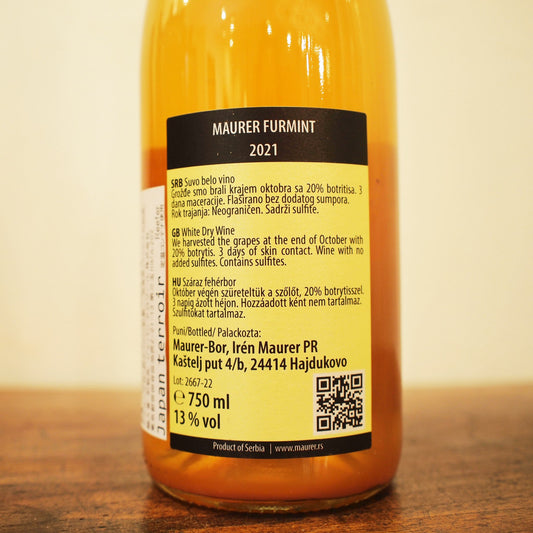 MAURER FURMINT
2021
SRB Suvo belo vino
Grožđe smo brali krajem oktobra sa 20% botritisa. 3
dana maceracije. Flaširano bez dodatog sumpora.
Rok trajanja: Neograničen. Sadrži sulfite.
GB White Dry Wine
We harvested the grapes at the end of October with
20% botrytis. 3 days of skin contact. Wine with no
added sulfites. Contains sulfites.
HU Száraz fehérbor
Október végén szüreteltük a szőlőt, 20% botrytisszel.
3 napig ázott héjon. Hozzáadott ként nem tartalmaz.
Szulfitokat tartalmaz.
Puni/Bottled/ Palackozta:
Maurer-Bor, Irén Maurer PR
Kaštelj put 4/b, 24414 Hajdukovo
Lot: 2667-22
℮ 750 ml
13 % vol
Product of Serbia | www.maurer.rs
Japan terroir
Reefer